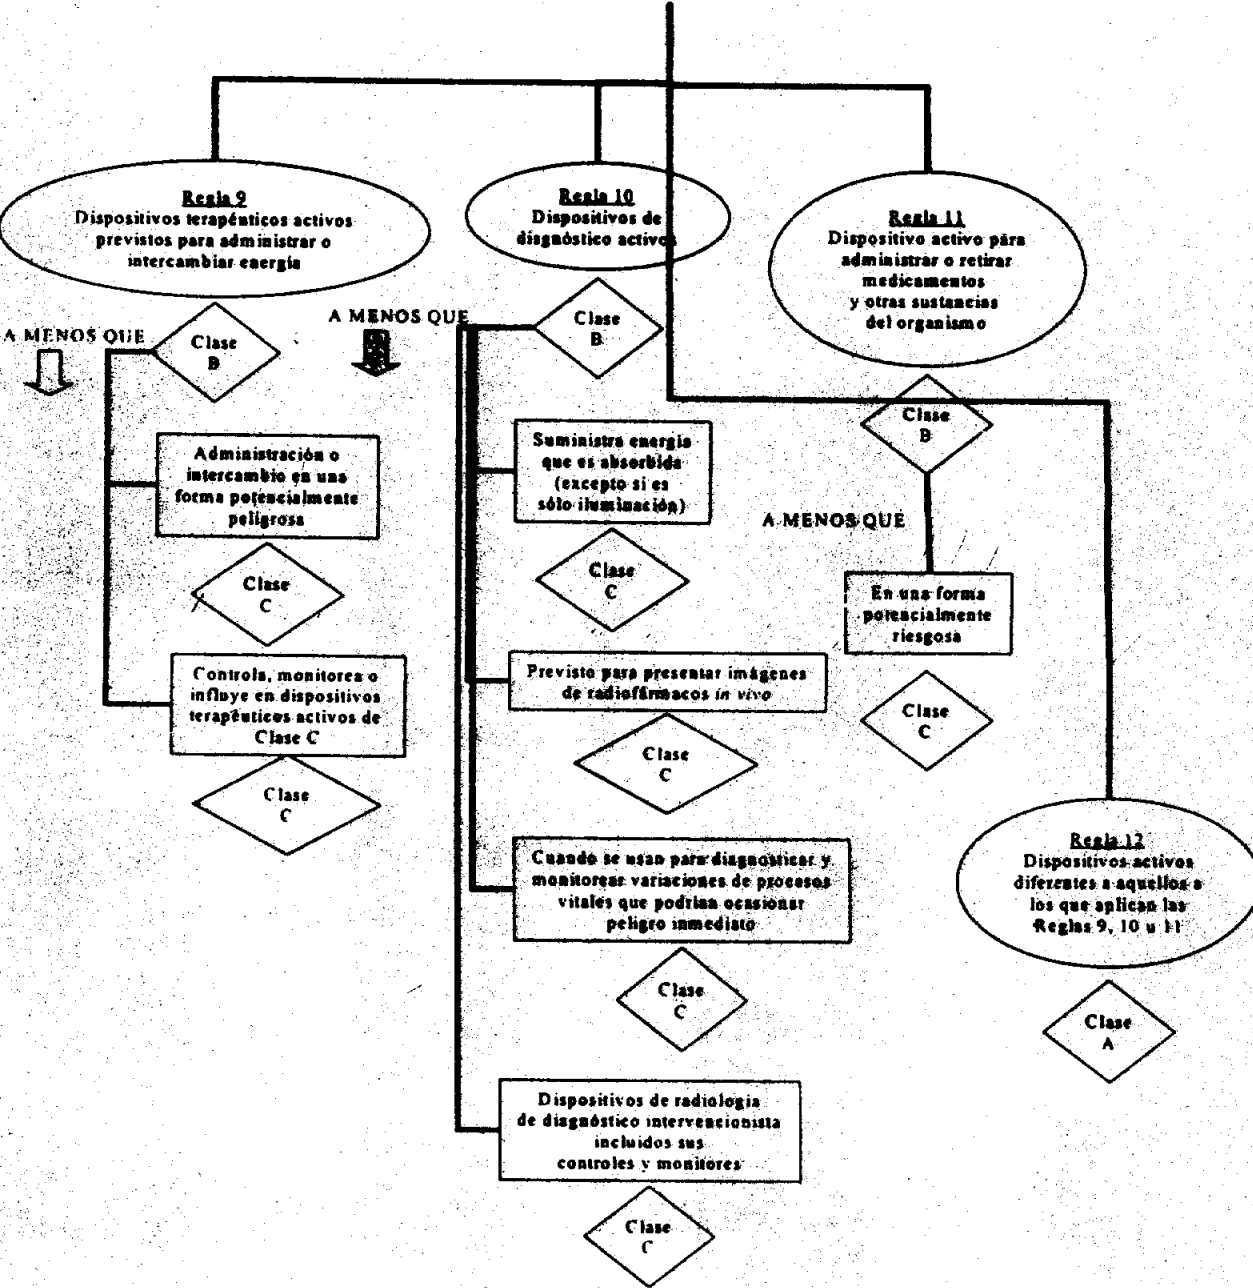 Regla 9
Dispositivos terapéuticos activos
previstos para administrar o
intercambiar energía
A MENOS QUE
Clase
B
Administración o
intercambio en una
forma potencialmente
peligrosa
Clase
C
Controla, monitorea o
influye en dispositivos
terapéuticos activos de
Clase C
Clase
C
Regla 10
Dispositivos de
diagnóstico activos
A MENOS QUE
Clase
B
Suministra energía
que es absorbida
(excepto si es
sólo iluminación)
Clase
C
Previsto para presentar imágenes
de radiofármacos in vivo
Clase
C
Cuando se usan para diagnosticar y
monitorear variaciones de procesos
vitales que podrían ocasionar
peligro inmediato
Clase
C
Dispositivos de radiología
de diagnóstico intervencionista
incluidos sus
controles y monitores
Clase
C
Regla 11
Dispositivo activo para
administrar o retirar
medicamentos
y otras sustancias
del organismo
Clase
B
A MENOS QUE
En una forma
potencialmente
riesgosa
Clase
C
Regla 12
Dispositivos activos
diferentes a aquellos a
los que aplican las
Reglas 9, 10 u 11
Clase
A